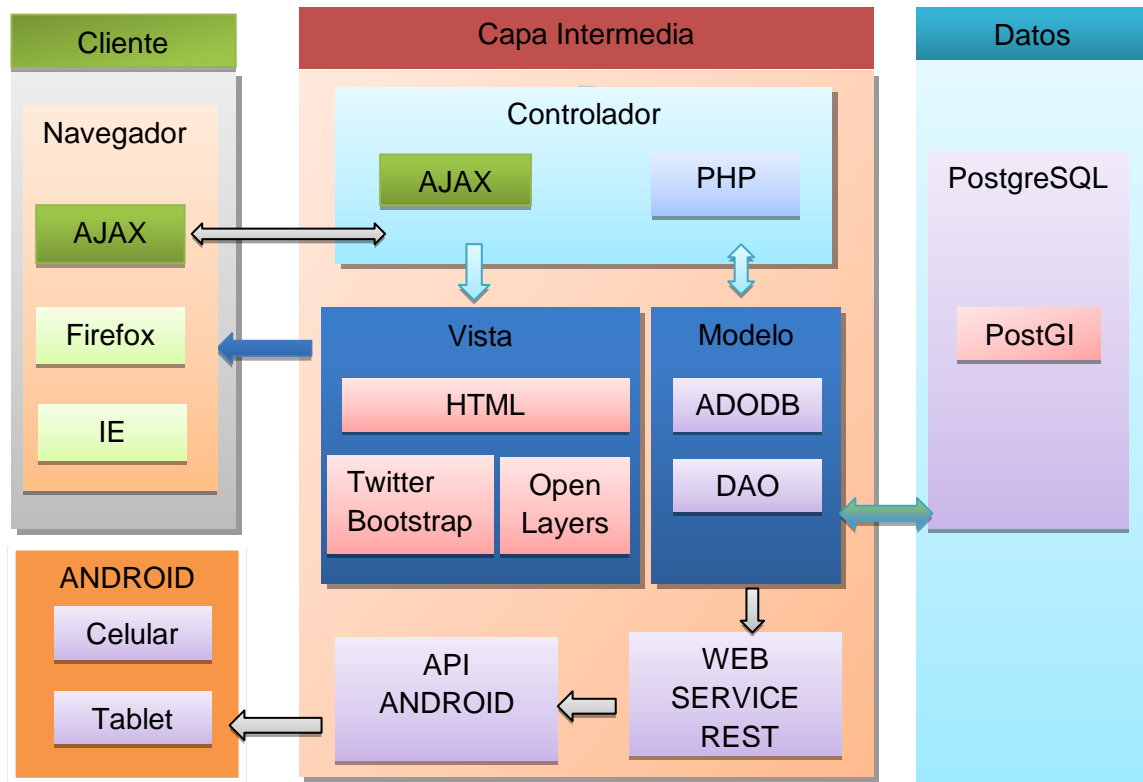 Cliente
Capa Intermedia
Datos
Navegador
AJAX
Firefox
IE
Controlador
AJAX
PHP
Vista
HTML
Twitter
Bootstrap
Open
Layers
Modelo
ADODB
DAO
PostgreSQL
PostGI
ANDROID
Celular
Tablet
API
ANDROID
WEB
SERVICE
REST